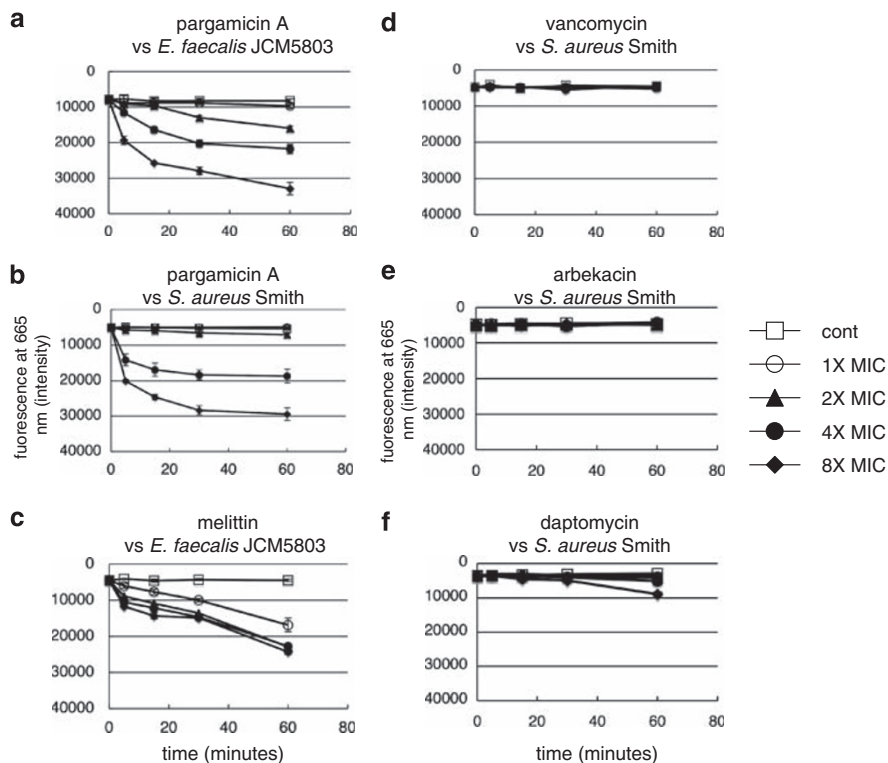 a
pargamicin A
vs E. faecalis JCM5803
0
10000
20000
30000
40000
0 20 40 60 80
b
pargamicin A
vs S. aureus Smith
fuorescence at 665
nm (intensity)
0
10000
20000
30000
40000
0 20 40 60 80
c
melittin
vs E. faecalis JCM5803
0
10000
20000
30000
40000
0 20 40 60 80
time (minutes)
d
vancomycin
vs S. aureus Smith
0
10000
20000
30000
40000
0 20 40 60 80
e
arbekacin
vs S. aureus Smith
fuorescence at 665
nm (intensity)
0
10000
20000
30000
40000
0 20 40 60 80
f
daptomycin
vs S. aureus Smith
0
10000
20000
30000
40000
0 20 40 60 80
time (minutes)
cont
1X MIC
2X MIC
4X MIC
8X MIC